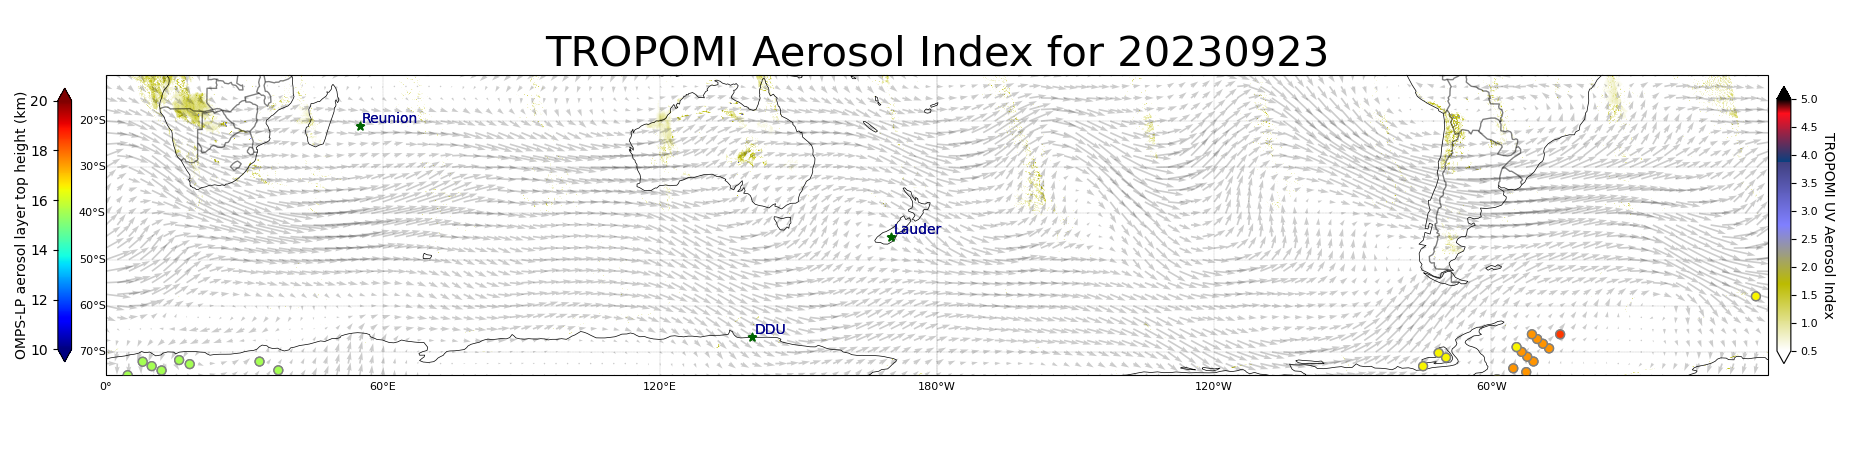 TROPOMI Aerosol Index for 20230923
OMPS-LP aerosol layer top height (km)
20
18
16
14
12
10
20°S
30°S
40°S
50°S
60°S
70°S
0°
60°E
120°E
180°W
120°W
60°W
Reunion
Lauder
DDU
5.0
4.5
4.0
3.5
3.0
2.5
2.0
1.5
1.0
0.5
TROPOMI UV Aerosol Index